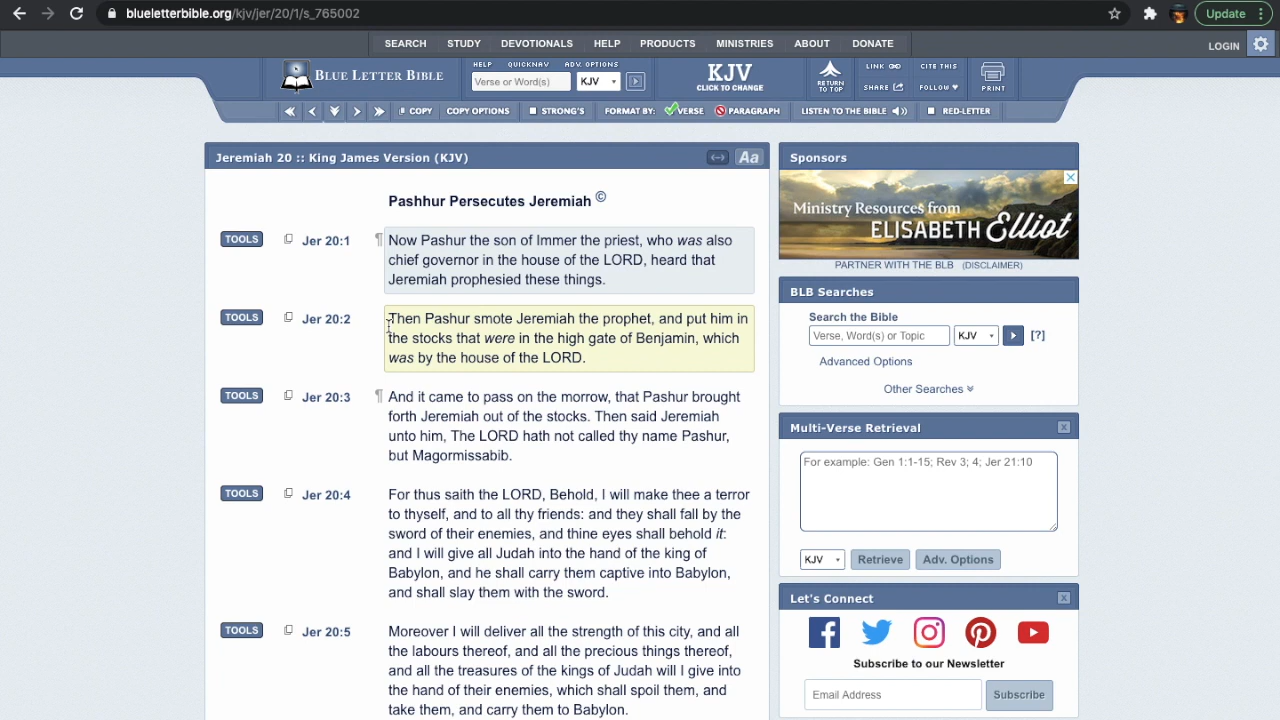 blueletterbible.org/kjv/jer/20/1/s_765002
Update
SEARCH STUDY DEVOTIONALS HELP PRODUCTS MINISTRIES ABOUT DONATE
LOGIN
BLUE LETTER BIBLE
HELP QUICKNAV ADV. OPTIONS
Verse or Word(s)
KJV
KJV
CLICK TO CHANGE
RETURN
TO TOP
LINK
CITE THIS
SHARE
FOLLOW
PRINT
COPY COPY OPTIONS STRONG'S FORMAT BY: VERSE PARAGRAPH LISTEN TO THE BIBLE RED-LETTER
Jeremiah 20 :: King James Version (KJV)
Aa
Pashhur Persecutes Jeremiah ©
TOOLS Jer 20:1 ¶ Now Pashur the son of Immer the priest, who was also
chief governor in the house of the LORD, heard that
Jeremiah prophesied these things.
TOOLS Jer 20:2 Then Pashur smote Jeremiah the prophet, and put him in
the stocks that were in the high gate of Benjamin, which
was by the house of the LORD.
TOOLS Jer 20:3 ¶ And it came to pass on the morrow, that Pashur brought
forth Jeremiah out of the stocks. Then said Jeremiah
unto him, The LORD hath not called thy name Pashur,
but Magormissabib.
TOOLS Jer 20:4 For thus saith the LORD, Behold, I will make thee a terror
to thyself, and to all thy friends: and they shall fall by the
sword of their enemies, and thine eyes shall behold it:
and I will give all Judah into the hand of the king of
Babylon, and he shall carry them captive into Babylon,
and shall slay them with the sword.
TOOLS Jer 20:5 Moreover I will deliver all the strength of this city, and all
the labours thereof, and all the precious things thereof,
and all the treasures of the kings of Judah will I give into
the hand of their enemies, which shall spoil them, and
take them, and carry them to Babylon.
Sponsors
Ministry Resources from
ELISABETH Elliot
PARTNER WITH THE BLB (DISCLAIMER)
BLB Searches
Search the Bible
Verse, Word(s) or Topic
KJV
[?]
Advanced Options
Other Searches
Multi-Verse Retrieval
For example: Gen 1:1-15; Rev 3; 4; Jer 21:10
KJV
Retrieve
Adv. Options
Let's Connect
Subscribe to our Newsletter
Email Address
Subscribe